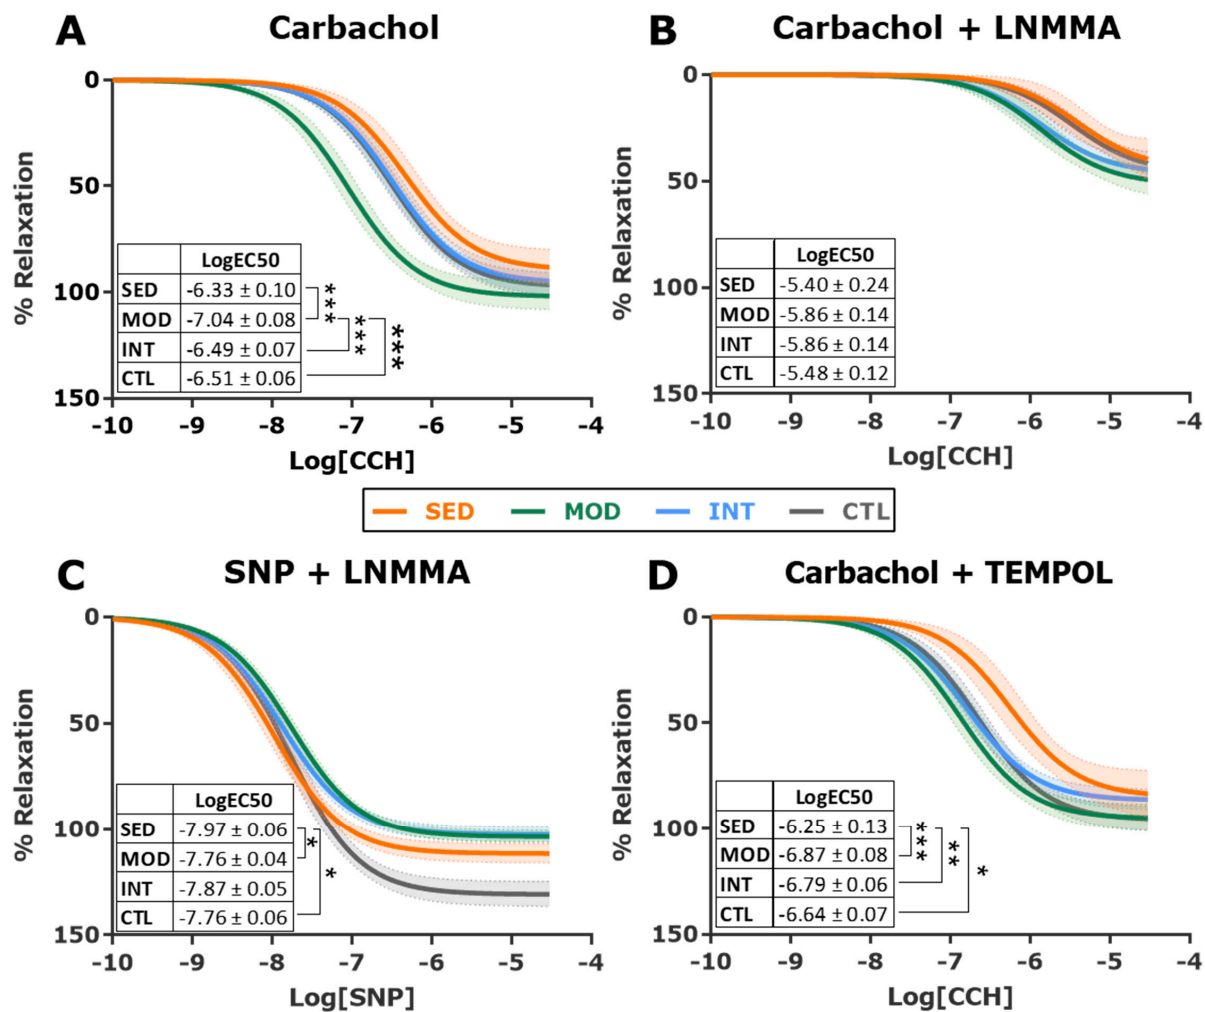 A
Carbachol
0
50
100
150
-10 -9 -8 -7 -6 -5 -4
% Relaxation
Log[CCH]
LogEC50
SED -6.33 ± 0.10
MOD -7.04 ± 0.08
INT -6.49 ± 0.07
CTL -6.51 ± 0.06
***
***
***
B
Carbachol + LNMMA
0
50
100
150
-10 -9 -8 -7 -6 -5 -4
% Relaxation
Log[CCH]
LogEC50
SED -5.40 ± 0.24
MOD -5.86 ± 0.14
INT -5.86 ± 0.14
CTL -5.48 ± 0.12
SED MOD INT CTL
C
SNP + LNMMA
0
50
100
150
-10 -9 -8 -7 -6 -5 -4
% Relaxation
Log[SNP]
LogEC50
SED -7.97 ± 0.06
MOD -7.76 ± 0.04
INT -7.87 ± 0.05
CTL -7.76 ± 0.06
*
*
D
Carbachol + TEMPOL
0
50
100
150
-10 -9 -8 -7 -6 -5 -4
% Relaxation
Log[CCH]
LogEC50
SED -6.25 ± 0.13
MOD -6.87 ± 0.08
INT -6.79 ± 0.06
CTL -6.64 ± 0.07
***
**
*